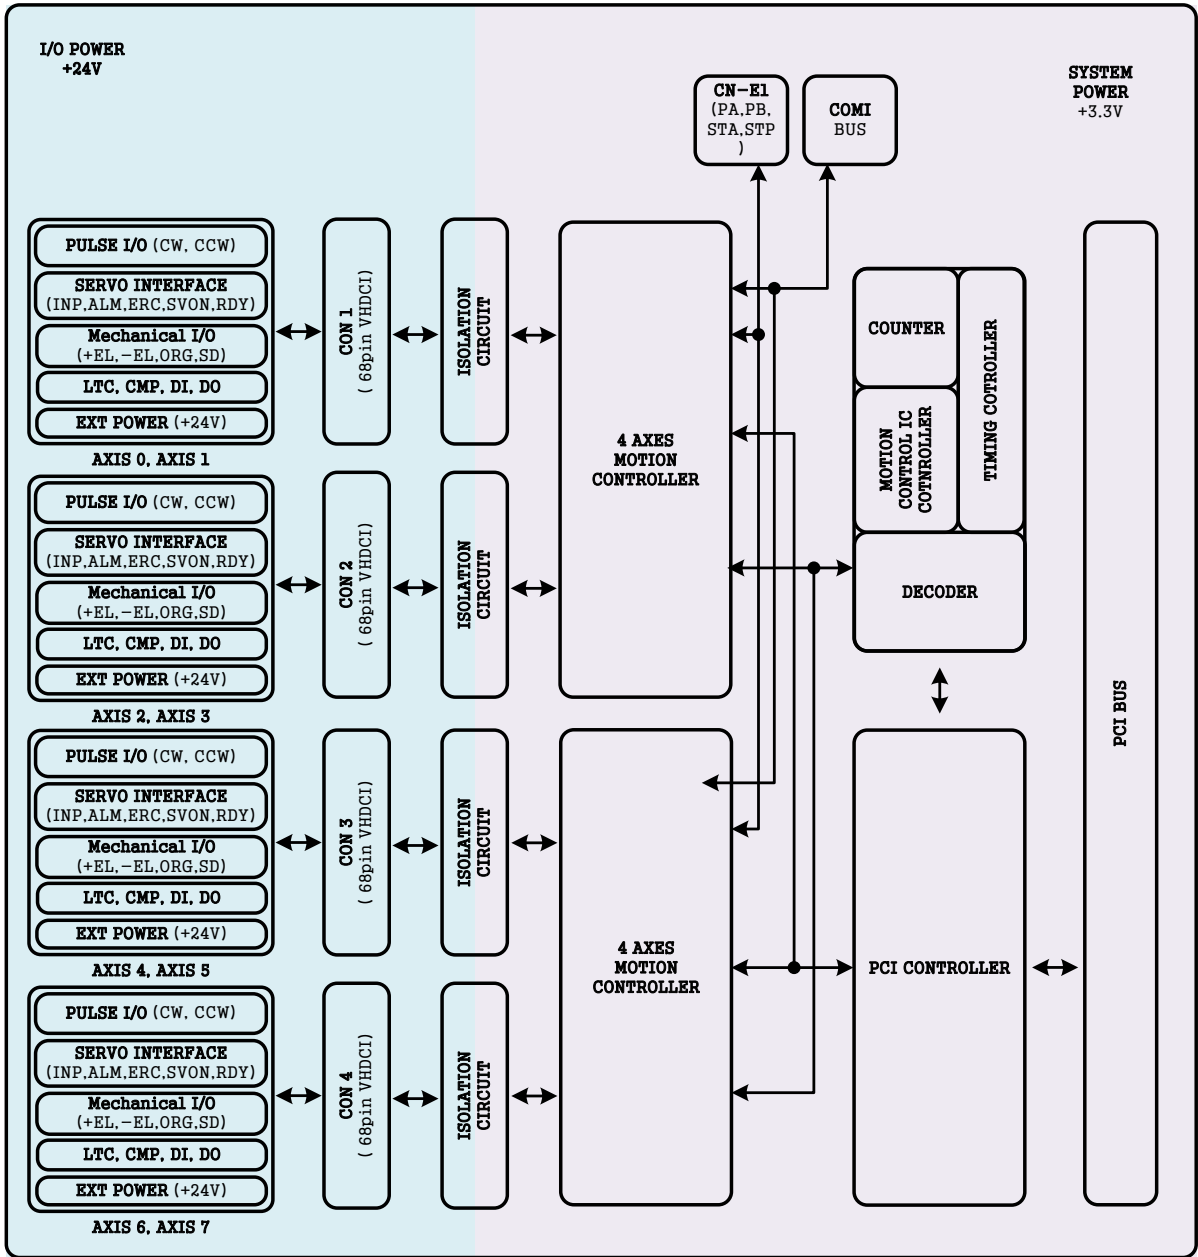 I/O POWER
+24V
SYSTEM
POWER
+3.3V
CN-E1
(PA,PB,
STA,STP
)
COMI
BUS
PULSE I/O (CW, CCW)
SERVO INTERFACE
(INP,ALM,ERC,SVON,RDY)
Mechanical I/O
(+EL,-EL,ORG,SD)
LTC, CMP, DI, DO
EXT POWER (+24V)
AXIS 0, AXIS 1
CON 1
( 68pin VHDCI)
ISOLATION
CIRCUIT
PULSE I/O (CW, CCW)
SERVO INTERFACE
(INP,ALM,ERC,SVON,RDY)
Mechanical I/O
(+EL,-EL,ORG,SD)
LTC, CMP, DI, DO
EXT POWER (+24V)
AXIS 2, AXIS 3
CON 2
( 68pin VHDCI)
ISOLATION
CIRCUIT
4 AXES
MOTION
CONTROLLER
COUNTER
MOTION
CONTROL IC
COTNROLLER
TIMING COTROLLER
DECODER
PULSE I/O (CW, CCW)
SERVO INTERFACE
(INP,ALM,ERC,SVON,RDY)
Mechanical I/O
(+EL,-EL,ORG,SD)
LTC, CMP, DI, DO
EXT POWER (+24V)
AXIS 4, AXIS 5
CON 3
( 68pin VHDCI)
ISOLATION
CIRCUIT
PULSE I/O (CW, CCW)
SERVO INTERFACE
(INP,ALM,ERC,SVON,RDY)
Mechanical I/O
(+EL,-EL,ORG,SD)
LTC, CMP, DI, DO
EXT POWER (+24V)
AXIS 6, AXIS 7
CON 4
( 68pin VHDCI)
ISOLATION
CIRCUIT
4 AXES
MOTION
CONTROLLER
PCI CONTROLLER
PCI BUS